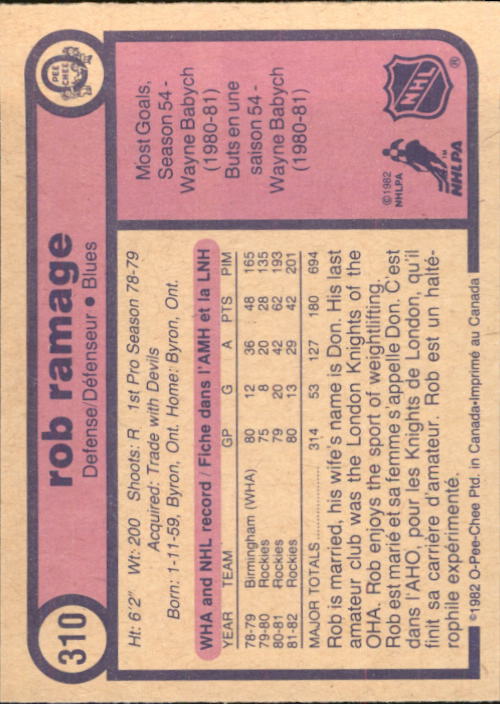 310
rob ramage
Defense/Défenseur • Blues
O PEE CHEE
Ht: 6'2" Wt: 200 Shoots: R 1st Pro Season 78-79
Acquired: Trade with Devils
Born: 1-11-59, Byron, Ont. Home: Byron, Ont.
WHA and NHL record / Fiche dans l'AMH et la LNH
YEAR TEAM GP G A PTS PIM
78-79 Birmingham (WHA) 80 12 36 48 165
79-80 Rockies 75 8 20 28 135
80-81 Rockies 79 20 42 62 193
81-82 Rockies 80 13 29 42 201
MAJOR TOTALS .............. 314 53 127 180 694
Rob is married, his wife's name is Don. His last
amateur club was the London Knights of the
OHA. Rob enjoys the sport of weightlifting.
Rob est marié et sa femme s'appelle Don. C'est
dans l'AHO, pour les Knights de London, qu'il
finit sa carrière d'amateur. Rob est un halté-
rophile expérimenté.
Most Goals,
Season 54 -
Wayne Babych
(1980-81)
Buts en une
saison 54 -
Wayne Babych
(1980-81)
©1982
NHLPA
NHLPA
TM
NHL
®
©1982 O-Pee-Chee Ptd. in Canada-Imprimé au Canada